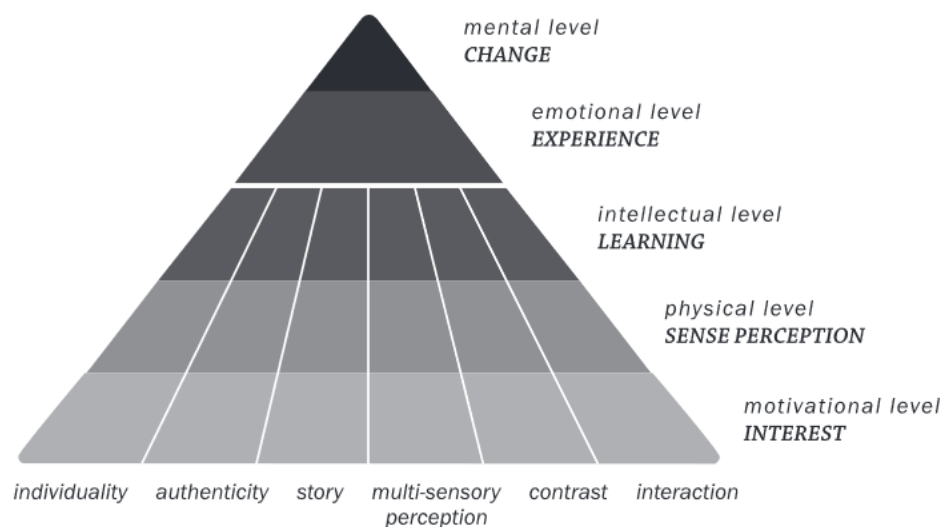 mental level
CHANGE
emotional level
EXPERIENCE
intellectual level
LEARNING
physical level
SENSE PERCEPTION
motivational level
INTEREST
individuality authenticity story multi-sensory contrast interaction
perception